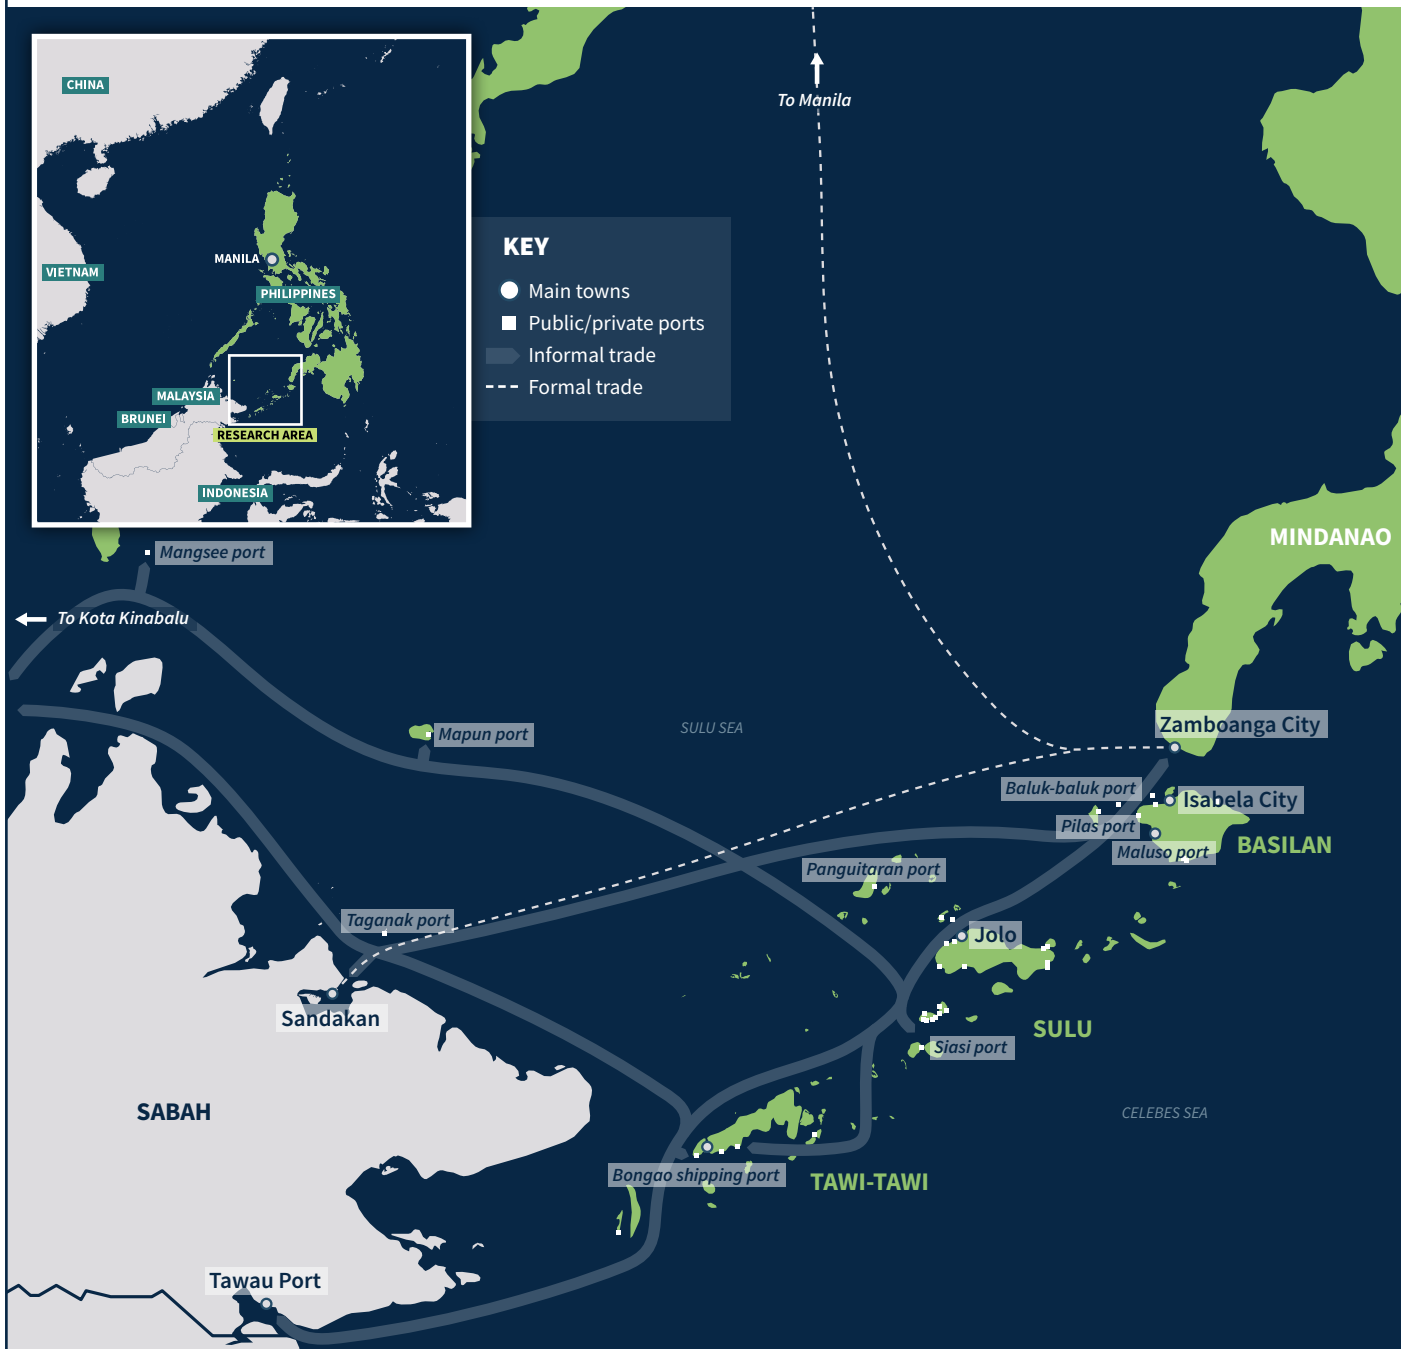 CHINA
VIETNAM
MANILA
PHILIPPINES
MALAYSIA
BRUNEI
RESEARCH AREA
INDONESIA
To Manila
KEY
Main towns
Public/private ports
Informal trade
Formal trade
MINDANAO
Mangsee port
To Kota Kinabalu
SULU SEA
Mapun port
Zamboanga City
Baluk-baluk port
Isabela City
Pilas port
BASILAN
Maluso port
Panguitaran port
Taganak port
Jolo
Sandakan
SULU
Siasi port
SABAH
CELEBES SEA
Bongao shipping port
TAWI-TAWI
Tawau Port